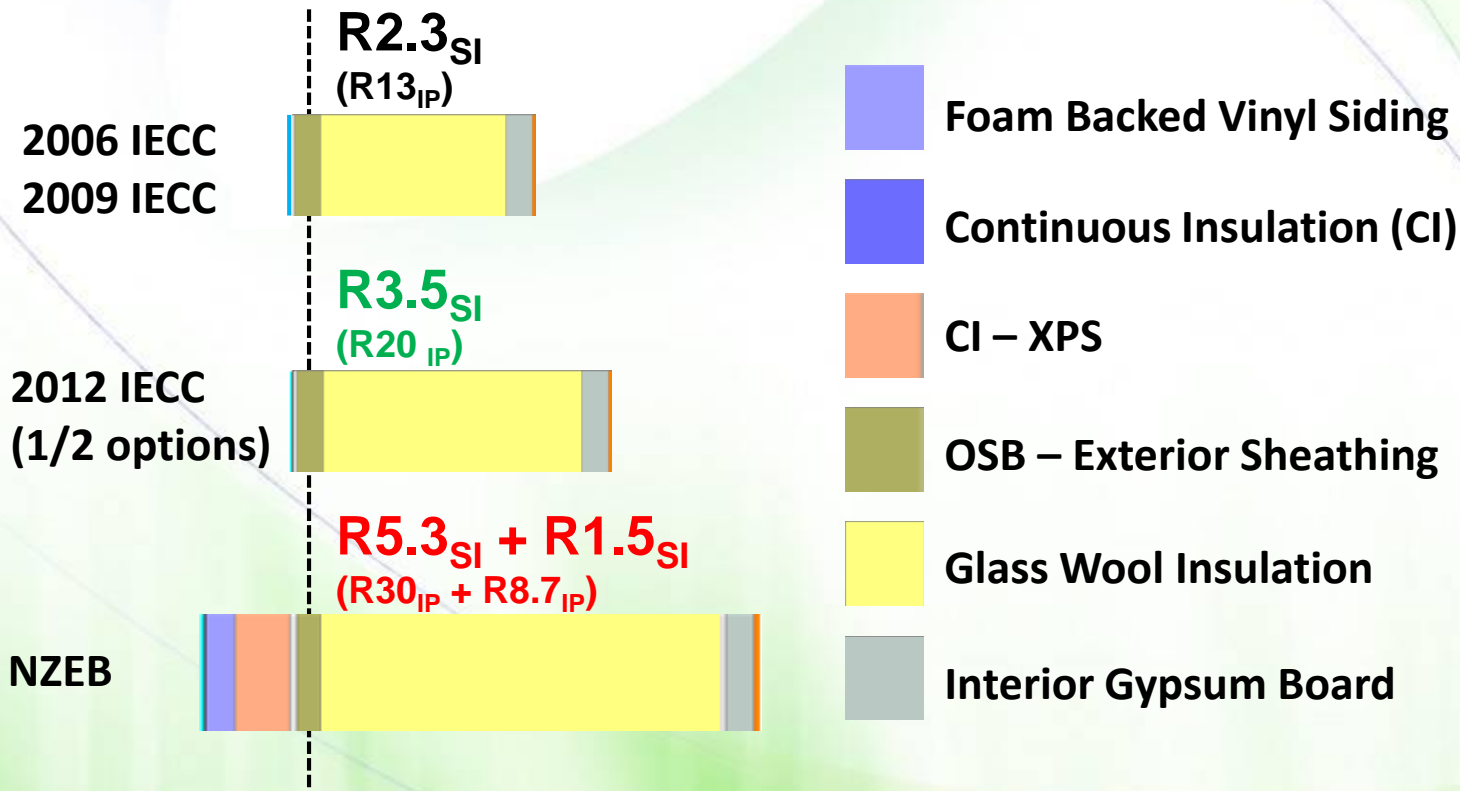 R2.3SI
(R13IP)
2006 IECC
2009 IECC
R3.5SI
(R20 IP)
2012 IECC
(1/2 options)
R5.3SI + R1.5SI
(R30IP + R8.7IP)
NZEB
Foam Backed Vinyl Siding
Continuous Insulation (CI)
CI – XPS
OSB – Exterior Sheathing
Glass Wool Insulation
Interior Gypsum Board